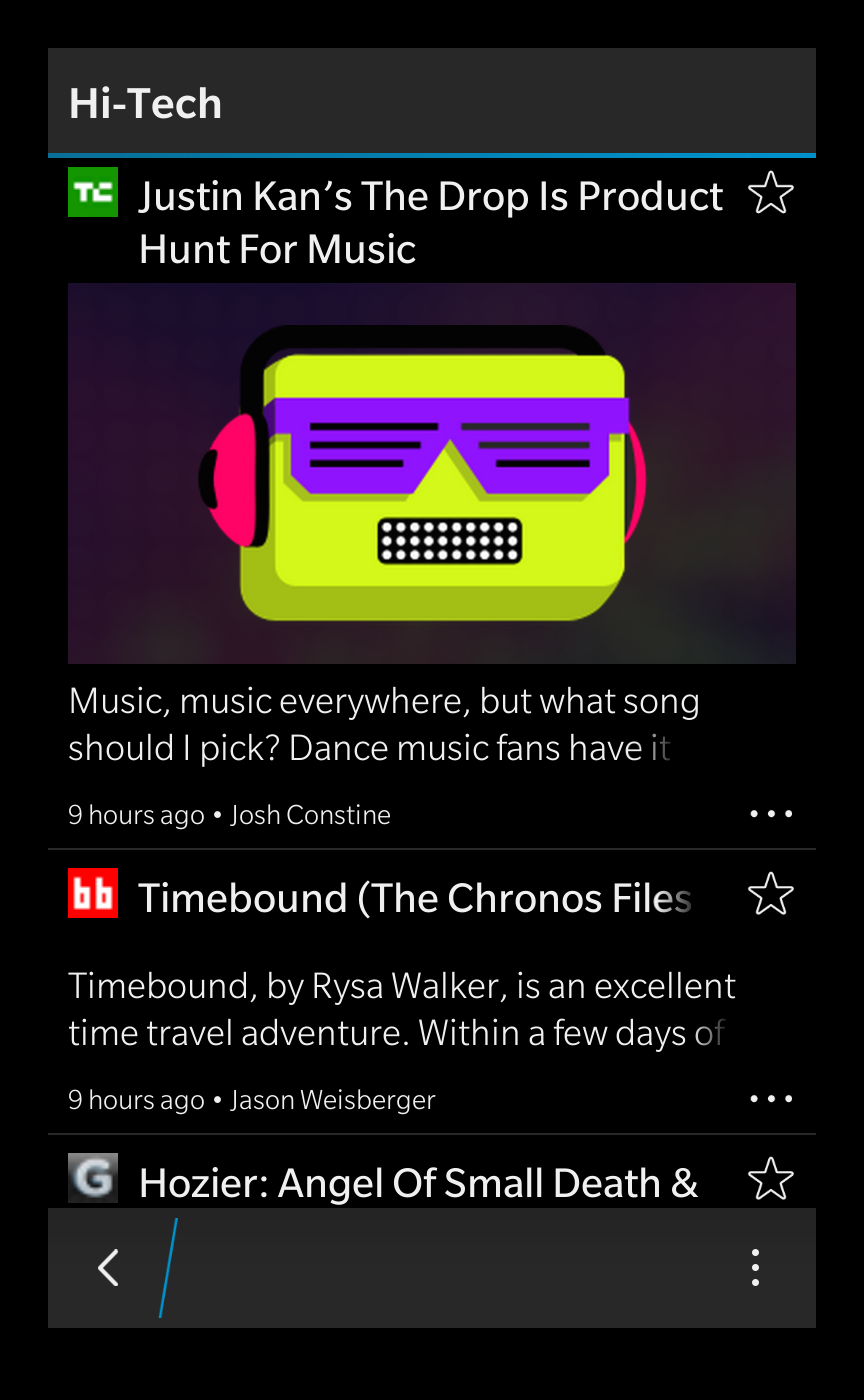 Hi-Tech
TC
Justin Kan's The Drop Is Product
Hunt For Music
Music, music everywhere, but what song
should I pick? Dance music fans have it
9 hours ago • Josh Constine
bb
Timebound (The Chronos Files
Timebound, by Rysa Walker, is an excellent
time travel adventure. Within a few days of
9 hours ago • Jason Weisberger
G
Hozier: Angel Of Small Death &